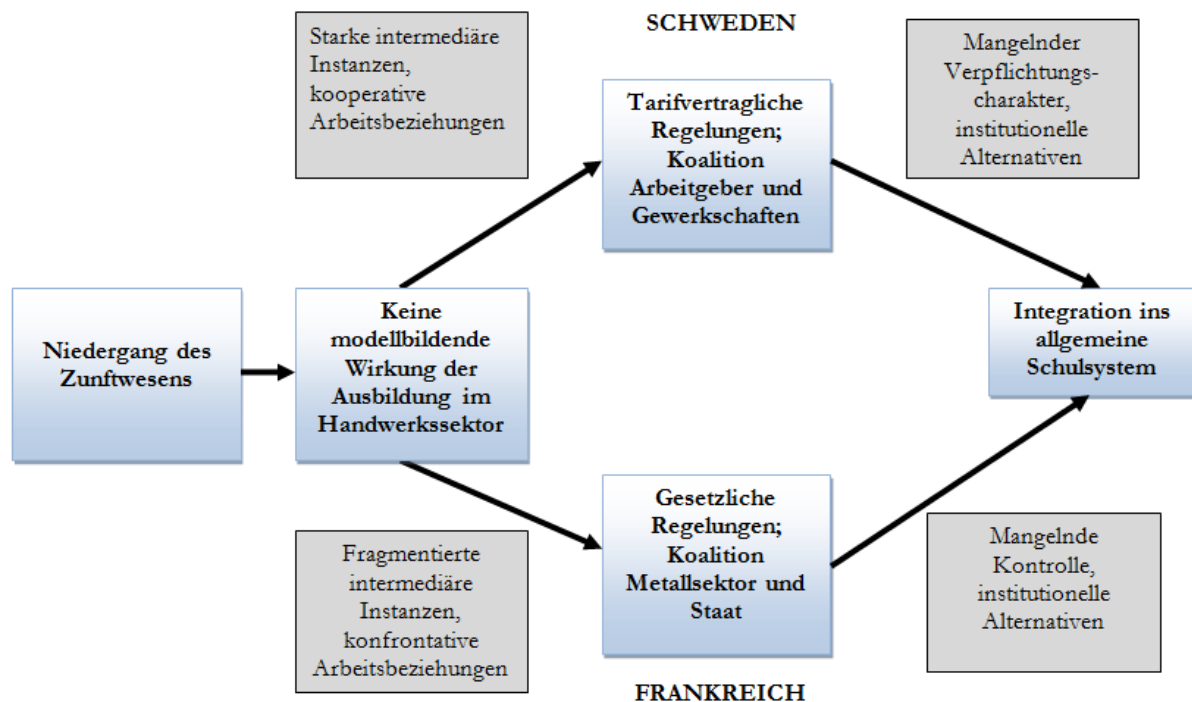 SCHWEDEN
Starke intermediäre
Instanzen,
kooperative
Arbeitsbeziehungen
Tarifvertragliche
Regelungen;
Koalition
Arbeitgeber und
Gewerkschaften
Mangelnder
Verpflichtungs-
charakter,
institutionelle
Alternativen
Niedergang des
Zunftwesens
Keine
modellbildende
Wirkung der
Ausbildung im
Handwerkssektor
Integration ins
allgemeine
Schulsystem
Fragmentierte
intermediäre
Instanzen,
konfrontative
Arbeitsbeziehungen
Gesetzliche
Regelungen;
Koalition
Metallsektor und
Staat
Mangelnde
Kontrolle,
institutionelle
Alternativen
FRANKREICH